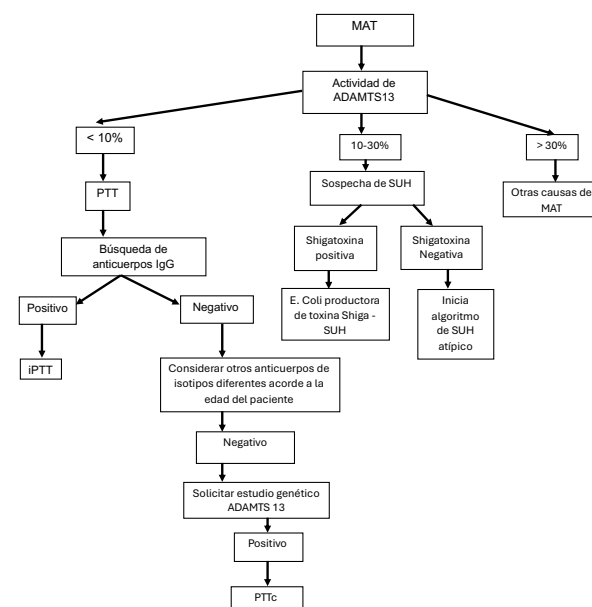 MAT
Actividad de
ADAMTS13
< 10%
10-30%
> 30%
PTT
Sospecha de SUH
Otras causas de
MAT
Búsqueda de
anticuerpos IgG
Shigatoxina
positiva
Shigatoxina
Negativa
Positivo
Negativo
E. Coli productora
de toxina Shiga -
SUH
Inicia
algoritmo
de SUH
atípico
iPTT
Considerar otros anticuerpos de
isotipos diferentes acorde a la
edad del paciente
Negativo
Solicitar estudio genético
ADAMTS 13
Positivo
PTTc